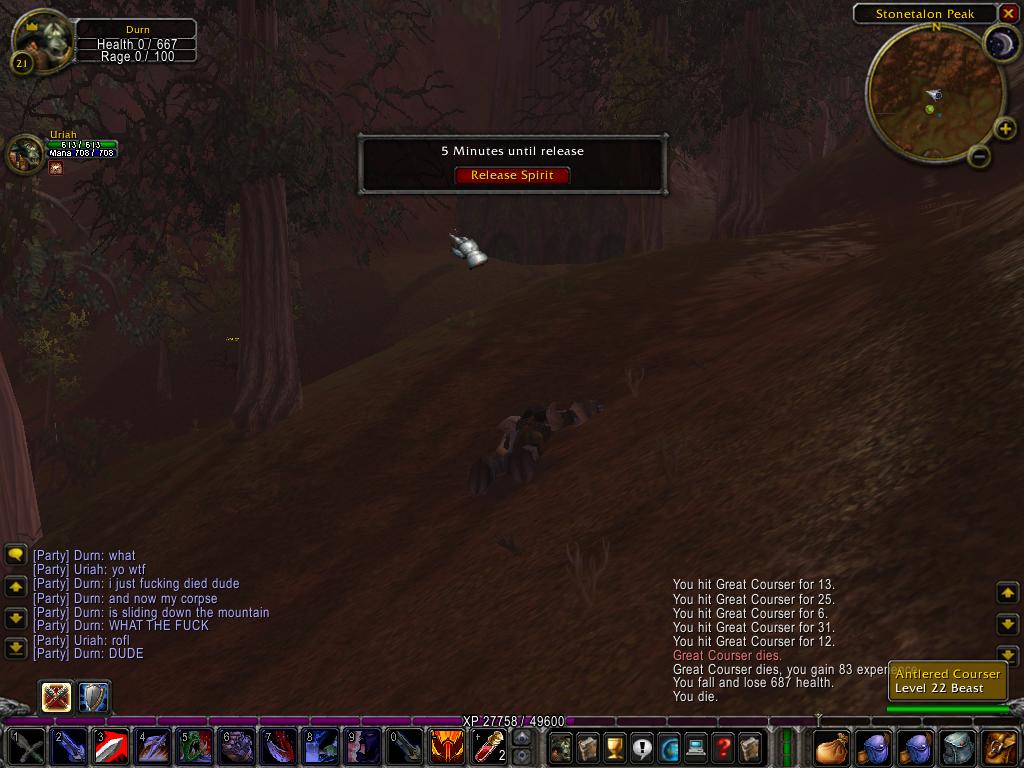 Durn
Health 0 / 667
Rage 0 / 100
21
Stonetalon Peak
N
Uriah
613 / 613
Mana 708 / 708
5 Minutes until release
Release Spirit
[Party] Durn: what
[Party] Uriah: yo wtf
[Party] Durn: i just fucking died dude
[Party] Durn: and now my corpse
[Party] Durn: is sliding down the mountain
[Party] Durn: WHAT THE FUCK
[Party] Uriah: rofl
[Party] Durn: DUDE
You hit Great Courser for 13.
You hit Great Courser for 25.
You hit Great Courser for 6.
You hit Great Courser for 31.
You hit Great Courser for 12.
Great Courser dies.
Great Courser dies, you gain 83 experience.
You fall and lose 687 health.
You die.
Antlered Courser
Level 22 Beast
XP 27758 / 49600
1 2 3 4 5 6 7 8 9 0 - +
2